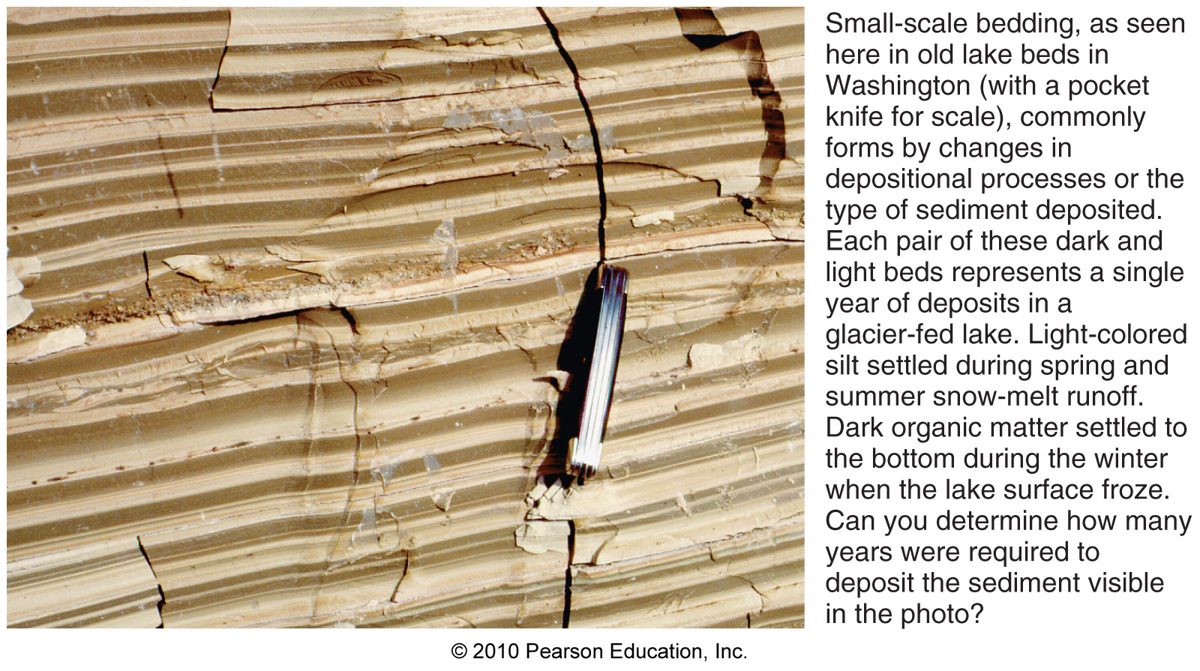 Small-scale bedding, as seen
here in old lake beds in
Washington (with a pocket
knife for scale), commonly
forms by changes in
depositional processes or the
type of sediment deposited.
Each pair of these dark and
light beds represents a single
year of deposits in a
glacier-fed lake. Light-colored
silt settled during spring and
summer snow-melt runoff.
Dark organic matter settled to
the bottom during the winter
when the lake surface froze.
Can you determine how many
years were required to
deposit the sediment visible
in the photo?
© 2010 Pearson Education, Inc.